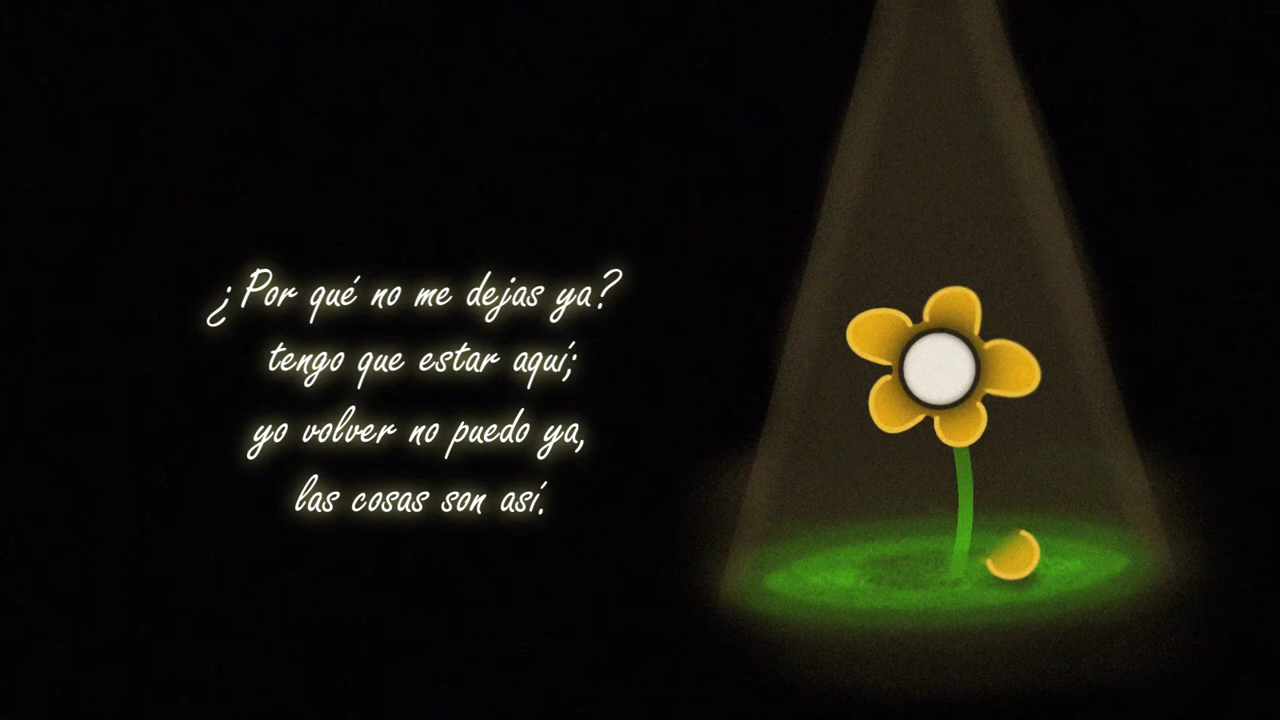 ¿Por qué no me dejas ya?
tengo que estar aquí;
yo volver no puedo ya,
las cosas son así.